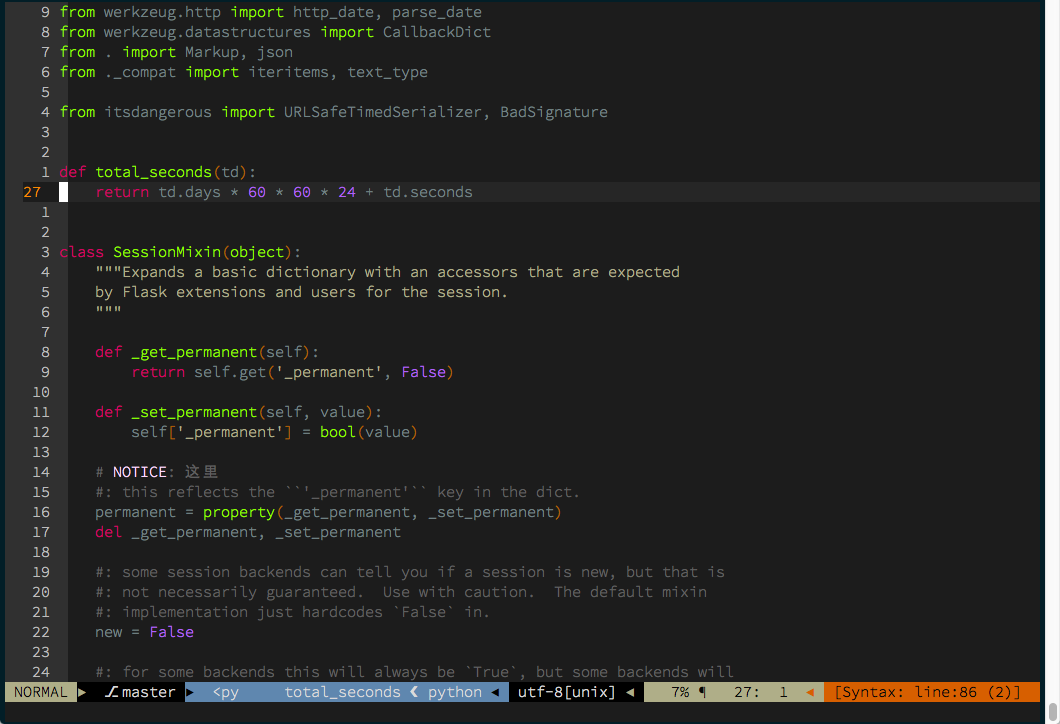 9 from werkzeug.http import http_date, parse_date
8 from werkzeug.datastructures import CallbackDict
7 from . import Markup, json
6 from ._compat import iteritems, text_type
5
4 from itsdangerous import URLSafeTimedSerializer, BadSignature
3
2
1 def total_seconds(td):
27     return td.days * 60 * 60 * 24 + td.seconds
1
2
3 class SessionMixin(object):
4     """Expands a basic dictionary with an accessors that are expected
5     by Flask extensions and users for the session.
6     """
7
8     def _get_permanent(self):
9         return self.get('_permanent', False)
10
11     def _set_permanent(self, value):
12         self['_permanent'] = bool(value)
13
14     # NOTICE: 这里
15     #: this reflects the ``'_permanent'`` key in the dict.
16     permanent = property(_get_permanent, _set_permanent)
17     del _get_permanent, _set_permanent
18
19     #: some session backends can tell you if a session is new, but that is
20     #: not necessarily guaranteed.  Use with caution.  The default mixin
21     #: implementation just hardcodes `False` in.
22     new = False
23
24     #: for some backends this will always be `True`, but some backends will
NORMAL master <py total_seconds ❮ python utf-8[unix] 7% ¶ 27: 1 [Syntax: line:86 (2)]